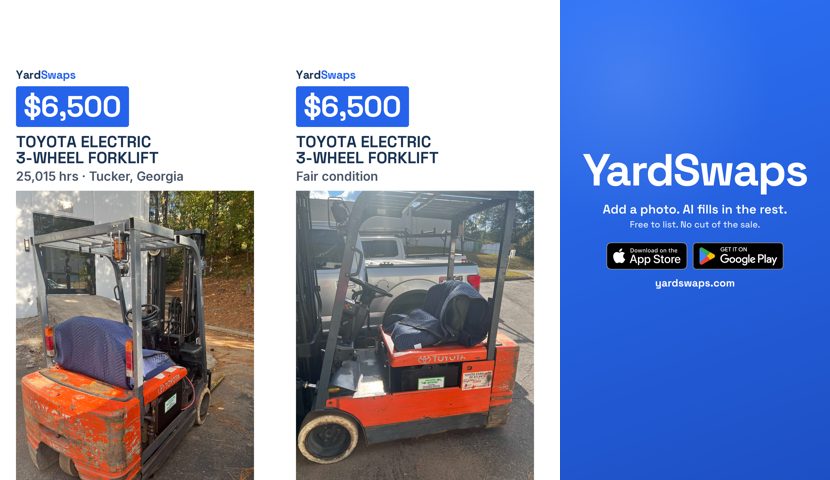 YardSwaps
$6,500
TOYOTA ELECTRIC
3-WHEEL FORKLIFT
25,015 hrs · Tucker, Georgia
YardSwaps
$6,500
TOYOTA ELECTRIC
3-WHEEL FORKLIFT
Fair condition
TOYOTA
YardSwaps
Add a photo. AI fills in the rest.
Free to list. No cut of the sale.
Download on the
App Store
GET IT ON
Google Play
yardswaps.com